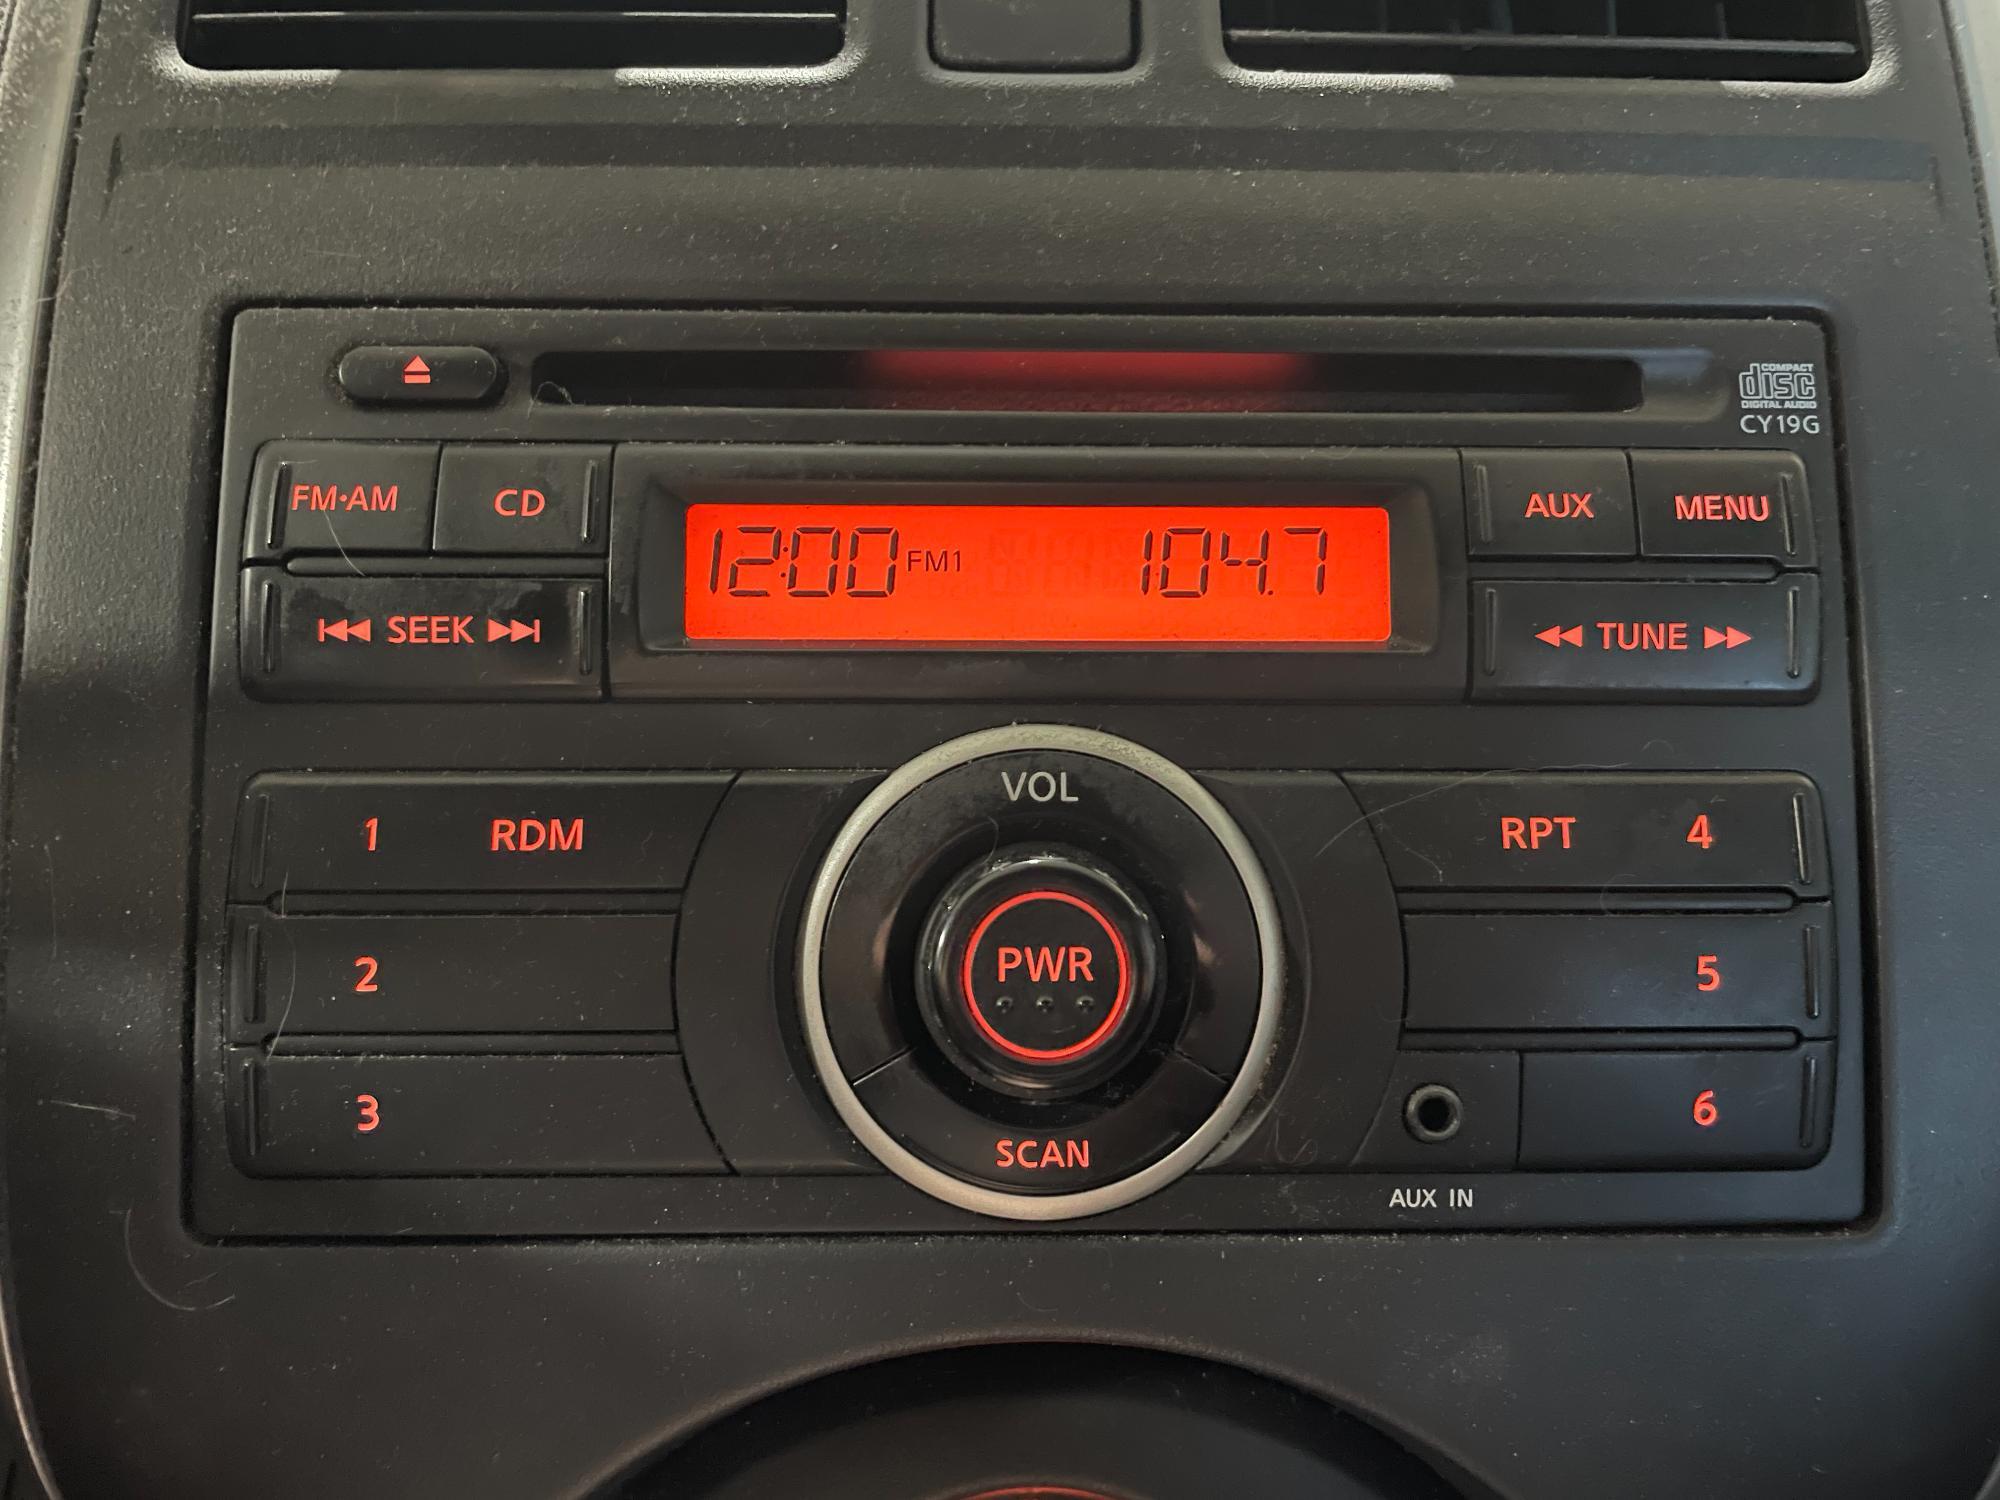 COMPACT
disc
DIGITAL AUDIO
CY19G
FM•AM CD
12:00 FM1 104.7
AUX MENU
SEEK
TUNE
VOL
1 RDM
RPT 4
PWR
2
5
3
6
SCAN
AUX IN